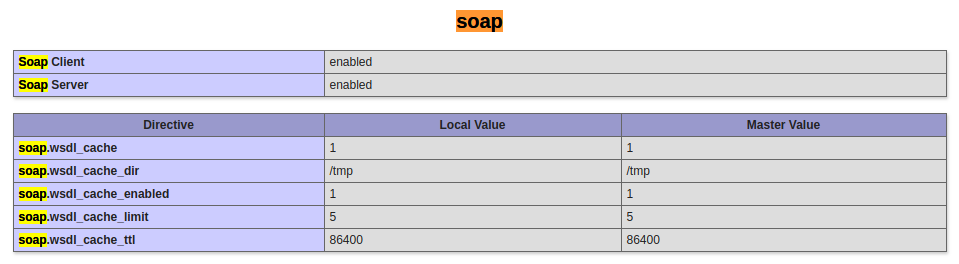 soap
Soap Client enabled
Soap Server enabled
Directive Local Value Master Value
soap.wsdl_cache 1 1
soap.wsdl_cache_dir /tmp /tmp
soap.wsdl_cache_enabled 1 1
soap.wsdl_cache_limit 5 5
soap.wsdl_cache_ttl 86400 86400